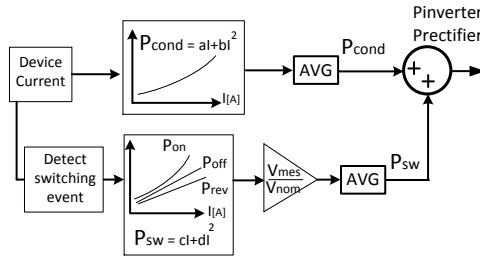 Pinverter
Prectifier
Device
Current
Pcond = aI+bI²
I[A]
AVG
Pcond
+
+
Detect
switching
event
Pon
Poff
Prev
I[A]
Psw = cI+dI²
Vmes
Vnom
AVG
Psw